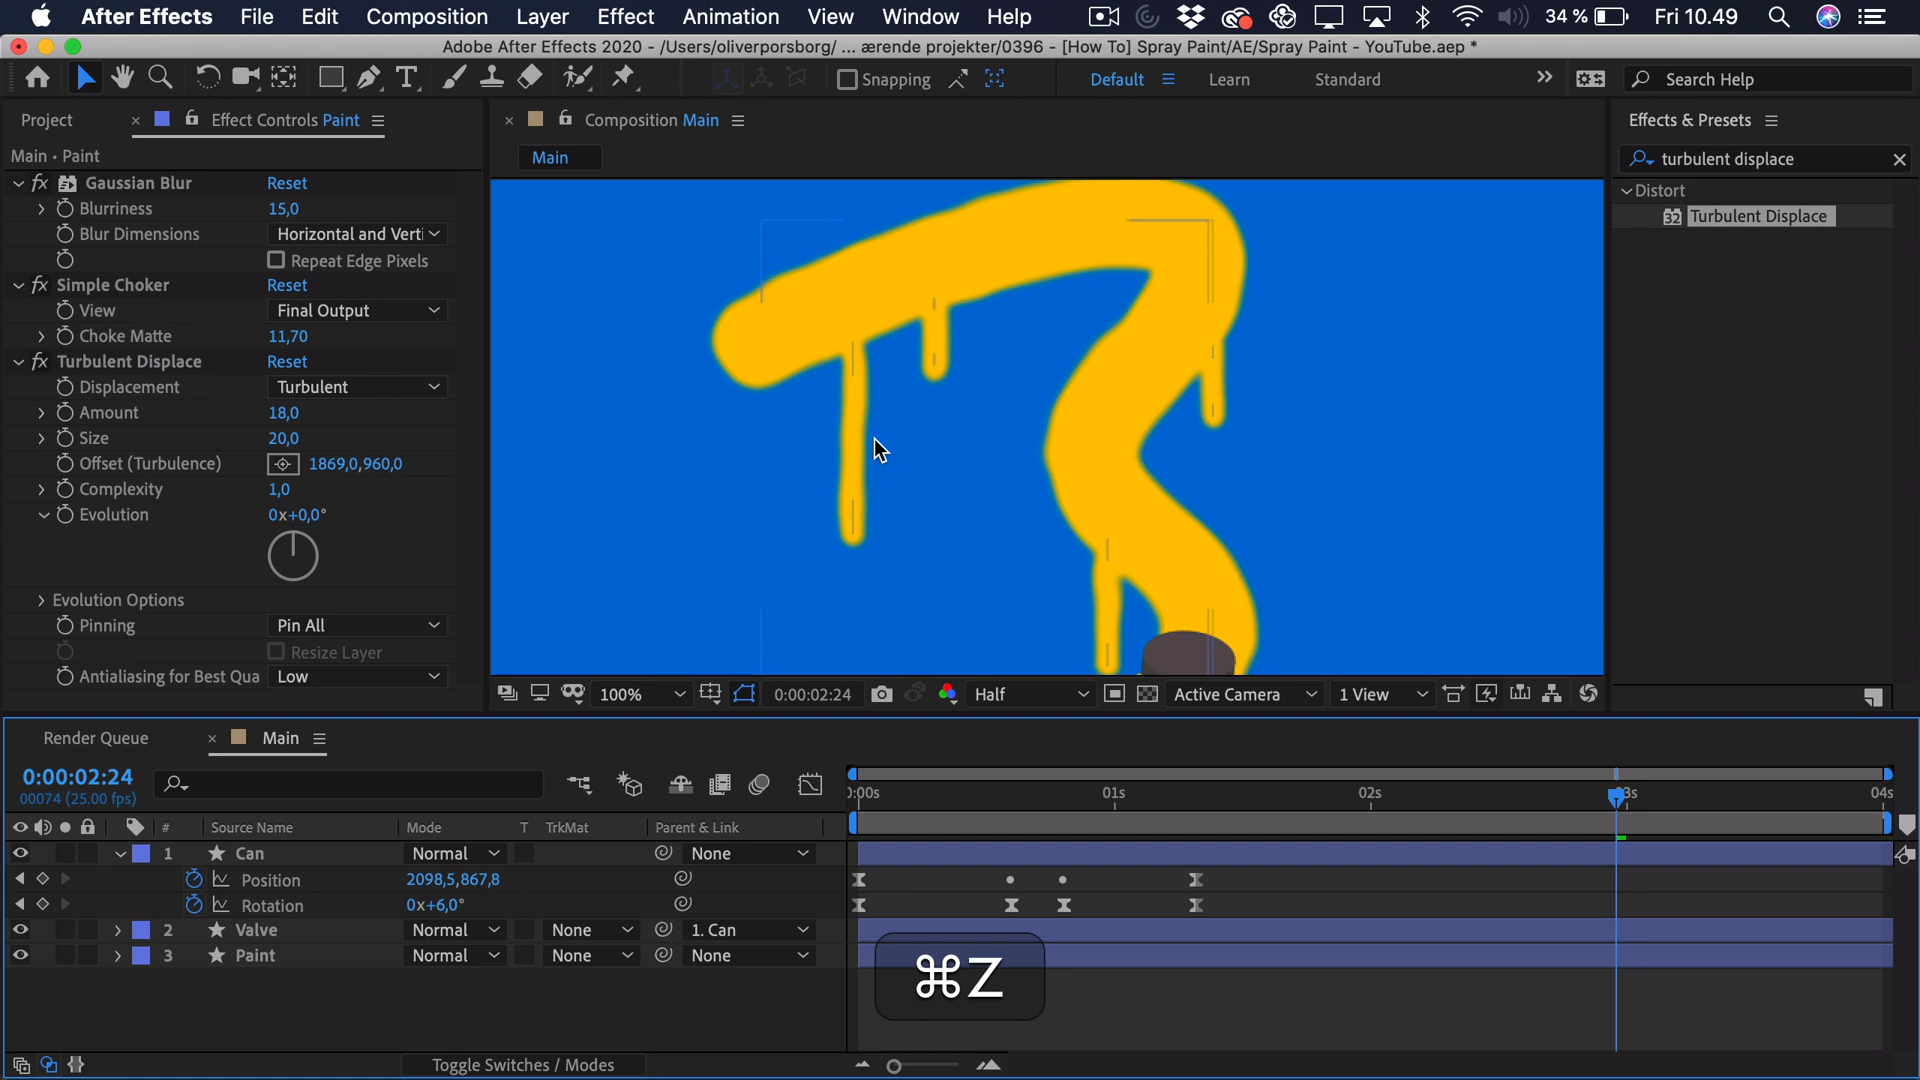 After Effects File Edit Composition Layer Effect Animation View Window Help 34 % Fri 10.49
Adobe After Effects 2020 - /Users/oliverporsborg/ ... ærende projekter/0396 - [How To] Spray Paint/AE/Spray Paint - YouTube.aep *
Snapping Default Learn Standard Search Help
Project Effect Controls Paint
Composition Main
Effects & Presets
Main • Paint
Main
turbulent displace
Gaussian Blur Reset
Blurriness 15,0
Blur Dimensions Horizontal and Verti
Repeat Edge Pixels
Simple Choker Reset
View Final Output
Choke Matte 11,70
Turbulent Displace Reset
Displacement Turbulent
Amount 18,0
Size 20,0
Offset (Turbulence) 1869,0,960,0
Complexity 1,0
Evolution 0x+0,0°
Evolution Options
Pinning Pin All
Resize Layer
Antialiasing for Best Qua Low
Distort
32 Turbulent Displace
100% 0:00:02:24 Half Active Camera 1 View
Render Queue Main
0:00:02:24
00074 (25.00 fps)
):00s 01s 02s 03s 04s
# Source Name Mode T TrkMat Parent & Link
1 Can Normal None
Position 2098,5,867,8
Rotation 0x+6,0°
2 Valve Normal None 1. Can
3 Paint Normal None None
⌘Z
Toggle Switches / Modes